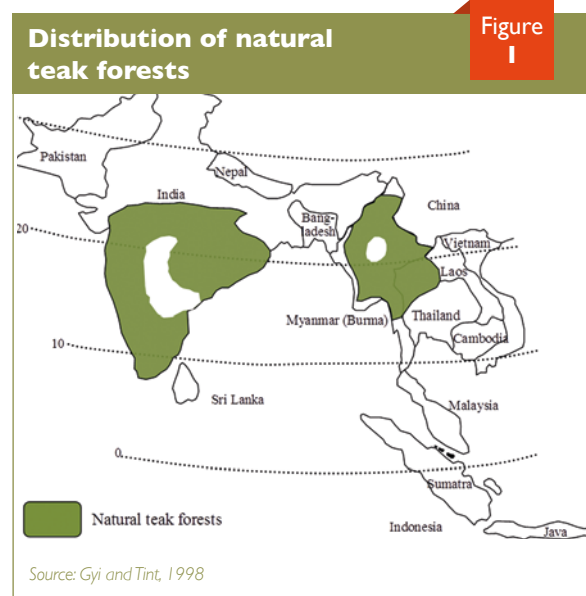 Distribution of natural
teak forests
Figure
1
Pakistan
Nepal
India
China
Bang-
ladesh
20
Vietnam
Laos
Myanmar (Burma)
Thailand
Cambodia
10
Sri Lanka
Malaysia
0
Sumatra
Indonesia
Java
Natural teak forests
Source: Gyi and Tint, 1998